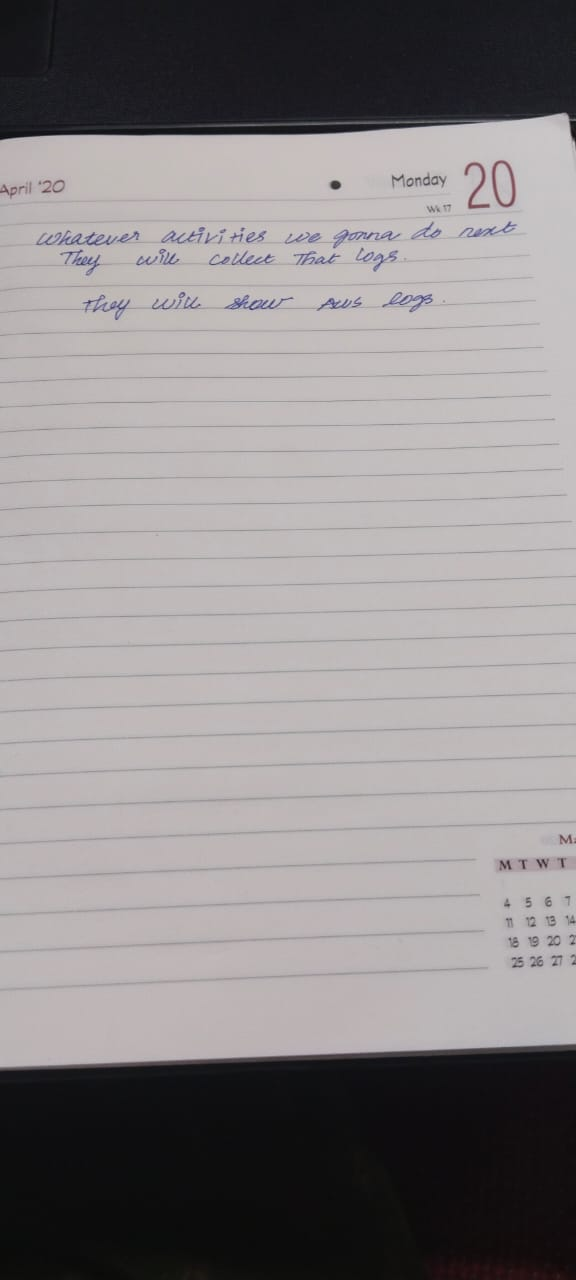 April '20
Monday 20
Wk 17
whatever activities we gonna do next
They will collect That logs.
They will show AWS logs.
M T W T
4 5 6 7
11 12 13 14
18 19 20
25 26 27